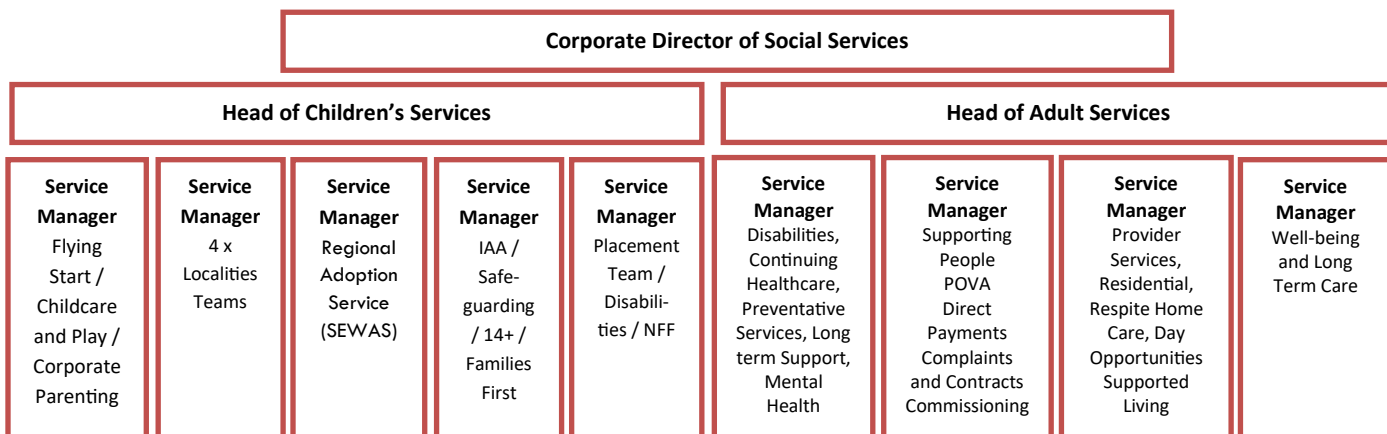 Corporate Director of Social Services
Head of Children’s Services
Head of Adult Services
Service
Manager
Flying
Start /
Childcare
and Play /
Corporate
Parenting
Service
Manager
4 x
Localities
Teams
Service
Manager
Regional
Adoption
Service
(SEWAS)
Service
Manager
IAA /
Safe-
guarding
/ 14+ /
Families
First
Service
Manager
Placement
Team /
Disabili-
ties / NFF
Service
Manager
Disabilities,
Continuing
Healthcare,
Preventative
Services, Long
term Support,
Mental
Health
Service
Manager
Supporting
People
POVA
Direct
Payments
Complaints
and Contracts
Commissioning
Service
Manager
Provider
Services,
Residential,
Respite Home
Care, Day
Opportunities
Supported
Living
Service
Manager
Well-being
and Long
Term Care